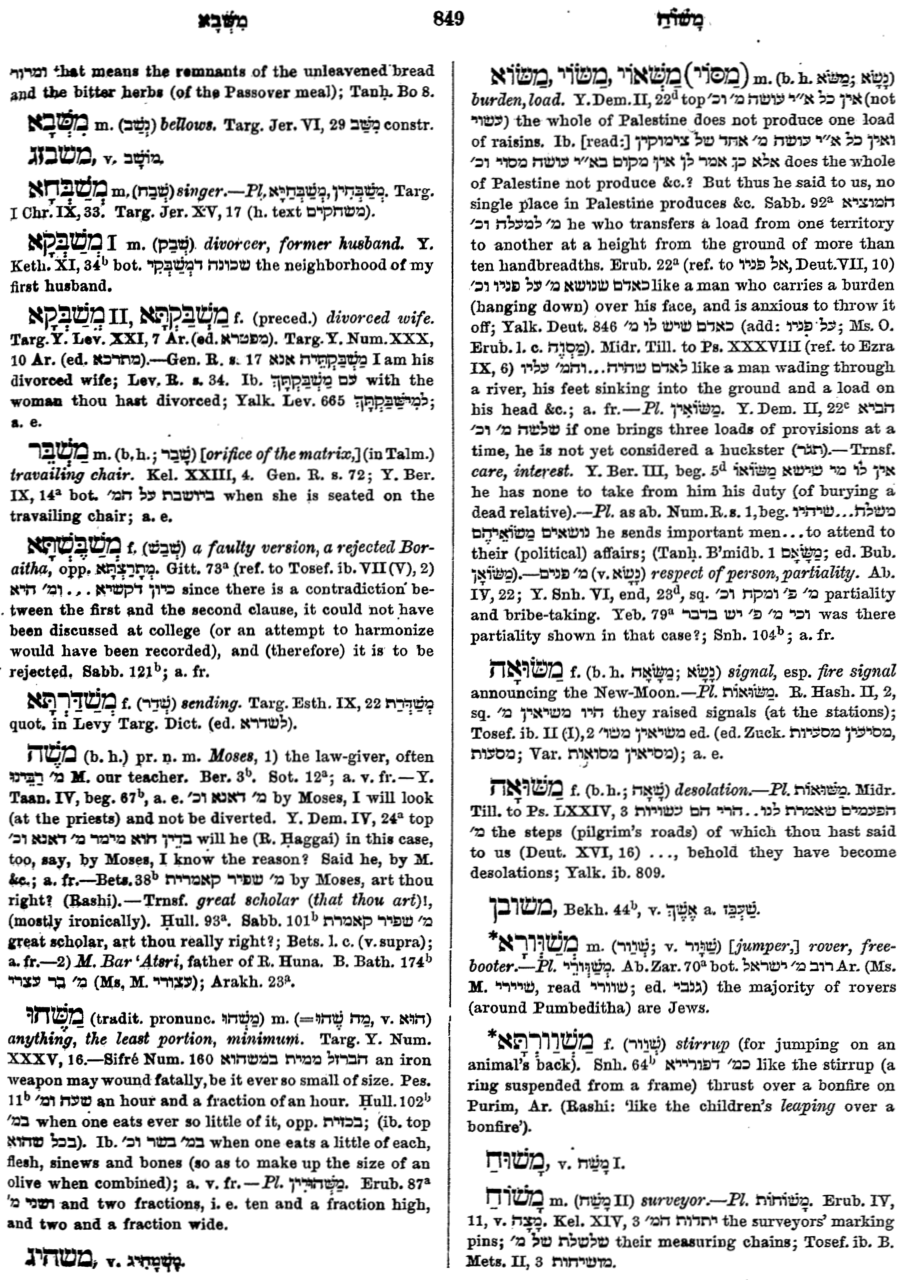 מִשְּׁבָא
849
מָשׁוֹחַ
ומרור that means the remnants of the unleavened bread
and the bitter herbs (of the Passover meal); Tanḥ. Bo 8.
מַשְּׁבָא m. (נְשַׁב) bellows. Targ. Jer. VI, 29 מַשַּׁב constr.
משבזג, v. מוֹשָׁב.
מְשַׁבְּחָא m. (שְׁבַח) singer.—Pl. מְשַׁבְּחִין, מְשַׁבְּחַיָּא. Targ.
I Chr. IX, 33. Targ. Jer. XV, 17 (h. text משחקים).
מְשַׁבְּקָא I m. (שְׁבַק) divorcer, former husband. Y.
Keth. XI, 34b bot. שכונה דמְשַׁבְּקִי the neighborhood of my
first husband.
מְשַׁבְּקָא II, מְשַׁבַּקְתָּא f. (preced.) divorced wife.
Targ. Y. Lev. XXI, 7 Ar. (ed. מפטרא). Targ. Y. Num. XXX,
10 Ar. (ed. מתרכא).—Gen. R. s. 17 מְשַׁבַּקְתֵּיהּ אנא I am his
divorced wife; Lev. R. s. 34. Ib. עם מְשַׁבַּקְתָּךְ with the
woman thou hast divorced; Yalk. Lev. 665 למישבַּקְתָּךְ;
a. e.
מַשְׁבֵּר m. (b. h.; שָׁבַר) [orifice of the matrix,] (in Talm.)
travailing chair. Kel. XXIII, 4. Gen. R. s. 72; Y. Ber.
IX, 14a bot. ביושבת על המ׳ when she is seated on the
travailing chair; a. e.
מְשַׁבֶּשְׁתָּא f. (שְׁבֵשׁ) a faulty version, a rejected Bor-
aitha, opp. מְתָרַצְתָּא. Gitt. 73a (ref. to Tosef. ib. VII (V), 2)
כיון דקשיא ... ומ׳ היא since there is a contradiction be-
tween the first and the second clause, it could not have
been discussed at college (or an attempt to harmonize
would have been recorded), and (therefore) it is to be
rejected. Sabb. 121b; a. fr.
מְשַׁדַּרְתָּא f. (שְׁדַר) sending. Targ. Esth. IX, 22 מְשַׁדְּרַת
quot. in Levy Targ. Dict. (ed. לשדרא).
מֹשֶׁה (b. h.) pr. n. m. Moses, 1) the law-giver, often
מ׳ רַבֵּינוּ M. our teacher. Ber. 3b. Sot. 12a; a. v. fr.—Y.
Taan. IV, beg. 67b, a. e. מ׳ דאנא וכ׳ by Moses, I will look
(at the priests) and not be diverted. Y. Dem. IV, 24a top
בדין הוא מימר מ׳ דאנא וכ׳ will he (R. Ḥaggai) in this case,
too, say, by Moses, I know the reason? Said he, by M.
&c.; a. fr.—Bets. 38b מ׳ שפיר קאמרית by Moses, art thou
right? (Rashi).—Trnsf. great scholar (that thou art)!,
(mostly ironically). Ḥull. 93a. Sabb. 101b מ׳ שפיר קאמרת
great scholar, art thou really right?; Bets. l. c. (v. supra);
a. fr.—2) M. Bar ʿAtsri, father of R. Huna. B. Bath. 174b
מ׳ בר עצרי (Ms. M. עצורי); Arakh. 23a.
מַשֶּׁהוּ (tradit. pronunc. מַשֶּׁהוּ) m. (=מַה שֶּׁהוּ, v. הוּא)
anything, the least portion, minimum. Targ. Y. Num.
XXXV, 16.—Sifré Num. 160 הברזל ממית במשהוא an iron
weapon may wound fatally, be it ever so small of size. Pes.
11b שעה ומ׳ an hour and a fraction of an hour. Ḥull. 102b
במ׳ when one eats ever so little of it, opp. בכזית; (ib. top
בכל שהוא). Ib. במ׳ בשר וכ׳ when one eats a little of each,
flesh, sinews and bones (so as to make up the size of an
olive when combined); a. v. fr.—Pl. מַשֶּׁהוּיִין. Erub. 87a
ושני מ׳ and two fractions, i. e. ten and a fraction high,
and two and a fraction wide.
משהיג, v. מַשְׁמָהִיג.
מַשּׂוֹא, מַשּׂוֹי, מַשְּׂאוֹי (מַסּוֹי) m. (b. h. מַשָּׂא; נָשָׂא)
burden, load. Y. Dem. II, 22d top אין כל א״י עושה מ׳ וכ׳ (not
עשוי) the whole of Palestine does not produce one load
of raisins. Ib. [read:] ואין כל א״י עושה מ׳ אחד של צימוקין
אלא כן אמר לן אין מקום בא״י עושה מסוי וכ׳ does the whole
of Palestine not produce &c.? But thus he said to us, no
single place in Palestine produces &c. Sabb. 92a המוציא
מ׳ למעלה וכ׳ he who transfers a load from one territory
to another at a height from the ground of more than
ten handbreadths. Erub. 22a (ref. to אל פניו, Deut. VII, 10)
כאדם שנושא מ׳ על פניו וכ׳ like a man who carries a burden
(hanging down) over his face, and is anxious to throw it
off; Yalk. Deut. 846 כאדם שיש לו מ׳ (add: על פניו; Ms. O.
Erub. l. c. מַסְוֶה). Midr. Till. to Ps. XXXVIII (ref. to Ezra
IX, 6) לאדם שהיה...והמ׳ עליו like a man wading through
a river, his feet sinking into the ground and a load on
his head &c.; a. fr.—Pl. מַשּׂוֹאִין. Y. Dem. II, 22c הביא
שלשה מ׳ וכ׳ if one brings three loads of provisions at a
time, he is not yet considered a huckster (תגר).—Trnsf.
care, interest. Y. Ber. III, beg. 5d אין לו מי שישא מַשּׂוֹאוֹ
he has none to take from him his duty (of burying a
dead relative).—Pl. as ab. Num. R. s. 1, beg. משלח...שיהיו
נושאים מַשּׂוֹאֵיהֶם he sends important men...to attend to
their (political) affairs; (Tanḥ. B'midb. 1 מַשָּׂאָם; ed. Bub.
מַשּׂוֹאָן).—מ׳ פנים (v. נָשָׂא) respect of person, partiality. Ab.
IV, 22; Y. Snh. VI, end, 23d, sq. מ׳ פ׳ ומקח וכ׳ partiality
and bribe-taking. Yeb. 79a וכי מ׳ פ׳ יש בדבר was there
partiality shown in that case?; Snh. 104b; a. fr.
מַשּׂוּאָה f. (b. h. מַשָּׂאָה; נָשָׂא) signal, esp. fire signal
announcing the New-Moon.—Pl. מַשּׂוּאוֹת. R. Hash. II, 2,
sq. היו משיאין מ׳ they raised signals (at the stations);
Tosef. ib. II (I), 2 משיאין משו׳ ed. (ed. Zuck. מסיעין מסעיות,
מסעות; Var. מסיאין מסואות); a. e.
מַשּׁוּאָה f. (b. h.; שָׁאָה) desolation.—Pl. מַשּׁוּאוֹת. Midr.
Till. to Ps. LXXIV, 3 הפעמים שאמרת לנו...הרי הם עשויות
מ׳ the steps (pilgrim's roads) of which thou hast said
to us (Deut. XVI, 16) ..., behold they have become
desolations; Yalk. ib. 809.
משובן, Bekh. 44b, v. אֶשֶׁךְ a. שַׁעְבֵּז.
*מְשַׁוְּורָא m. (שְׁוַור; v. שַׁוָּר) [jumper,] rover, free-
booter.—Pl. מְשַׁוְּורֵי. Ab. Zar. 70a bot. רוב מ׳ ישראל Ar. (Ms.
M. שיירי, read שוורי; ed. גנבי) the majority of rovers
(around Pumbeditha) are Jews.
*מְשַׁוַּורְתָּא f. (שְׁוַור) stirrup (for jumping on an
animal's back). Snh. 64b כמ׳ דפורייא like the stirrup (a
ring suspended from a frame) thrust over a bonfire on
Purim, Ar. (Rashi: 'like the children's leaping over a
bonfire').
מָשׁוּחַ, v. מָשַׁח I.
מָשׁוֹחַ m. (מָשַׁח II) surveyor.—Pl. מָשׁוֹחוֹת. Erub. IV,
11, v. מָצָה. Kel. XIV, 3 יתדות המ׳ the surveyors' marking
pins; שלשלת של מ׳ their measuring chains; Tosef. ib. B.
Mets. II, 3 מדשיחות.